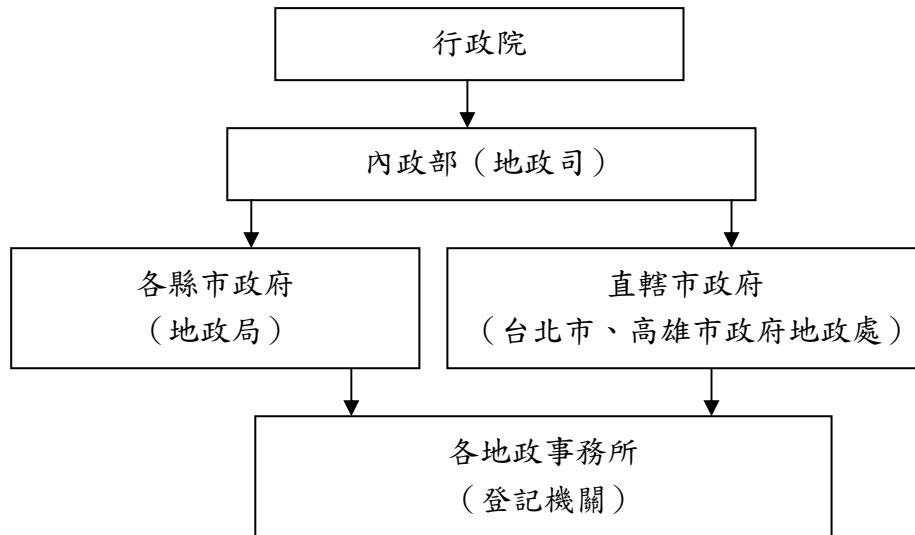 行政院
內政部（地政司）
各縣市政府
（地政局）
直轄市政府
（台北市、高雄市政府地政處）
各地政事務所
（登記機關）